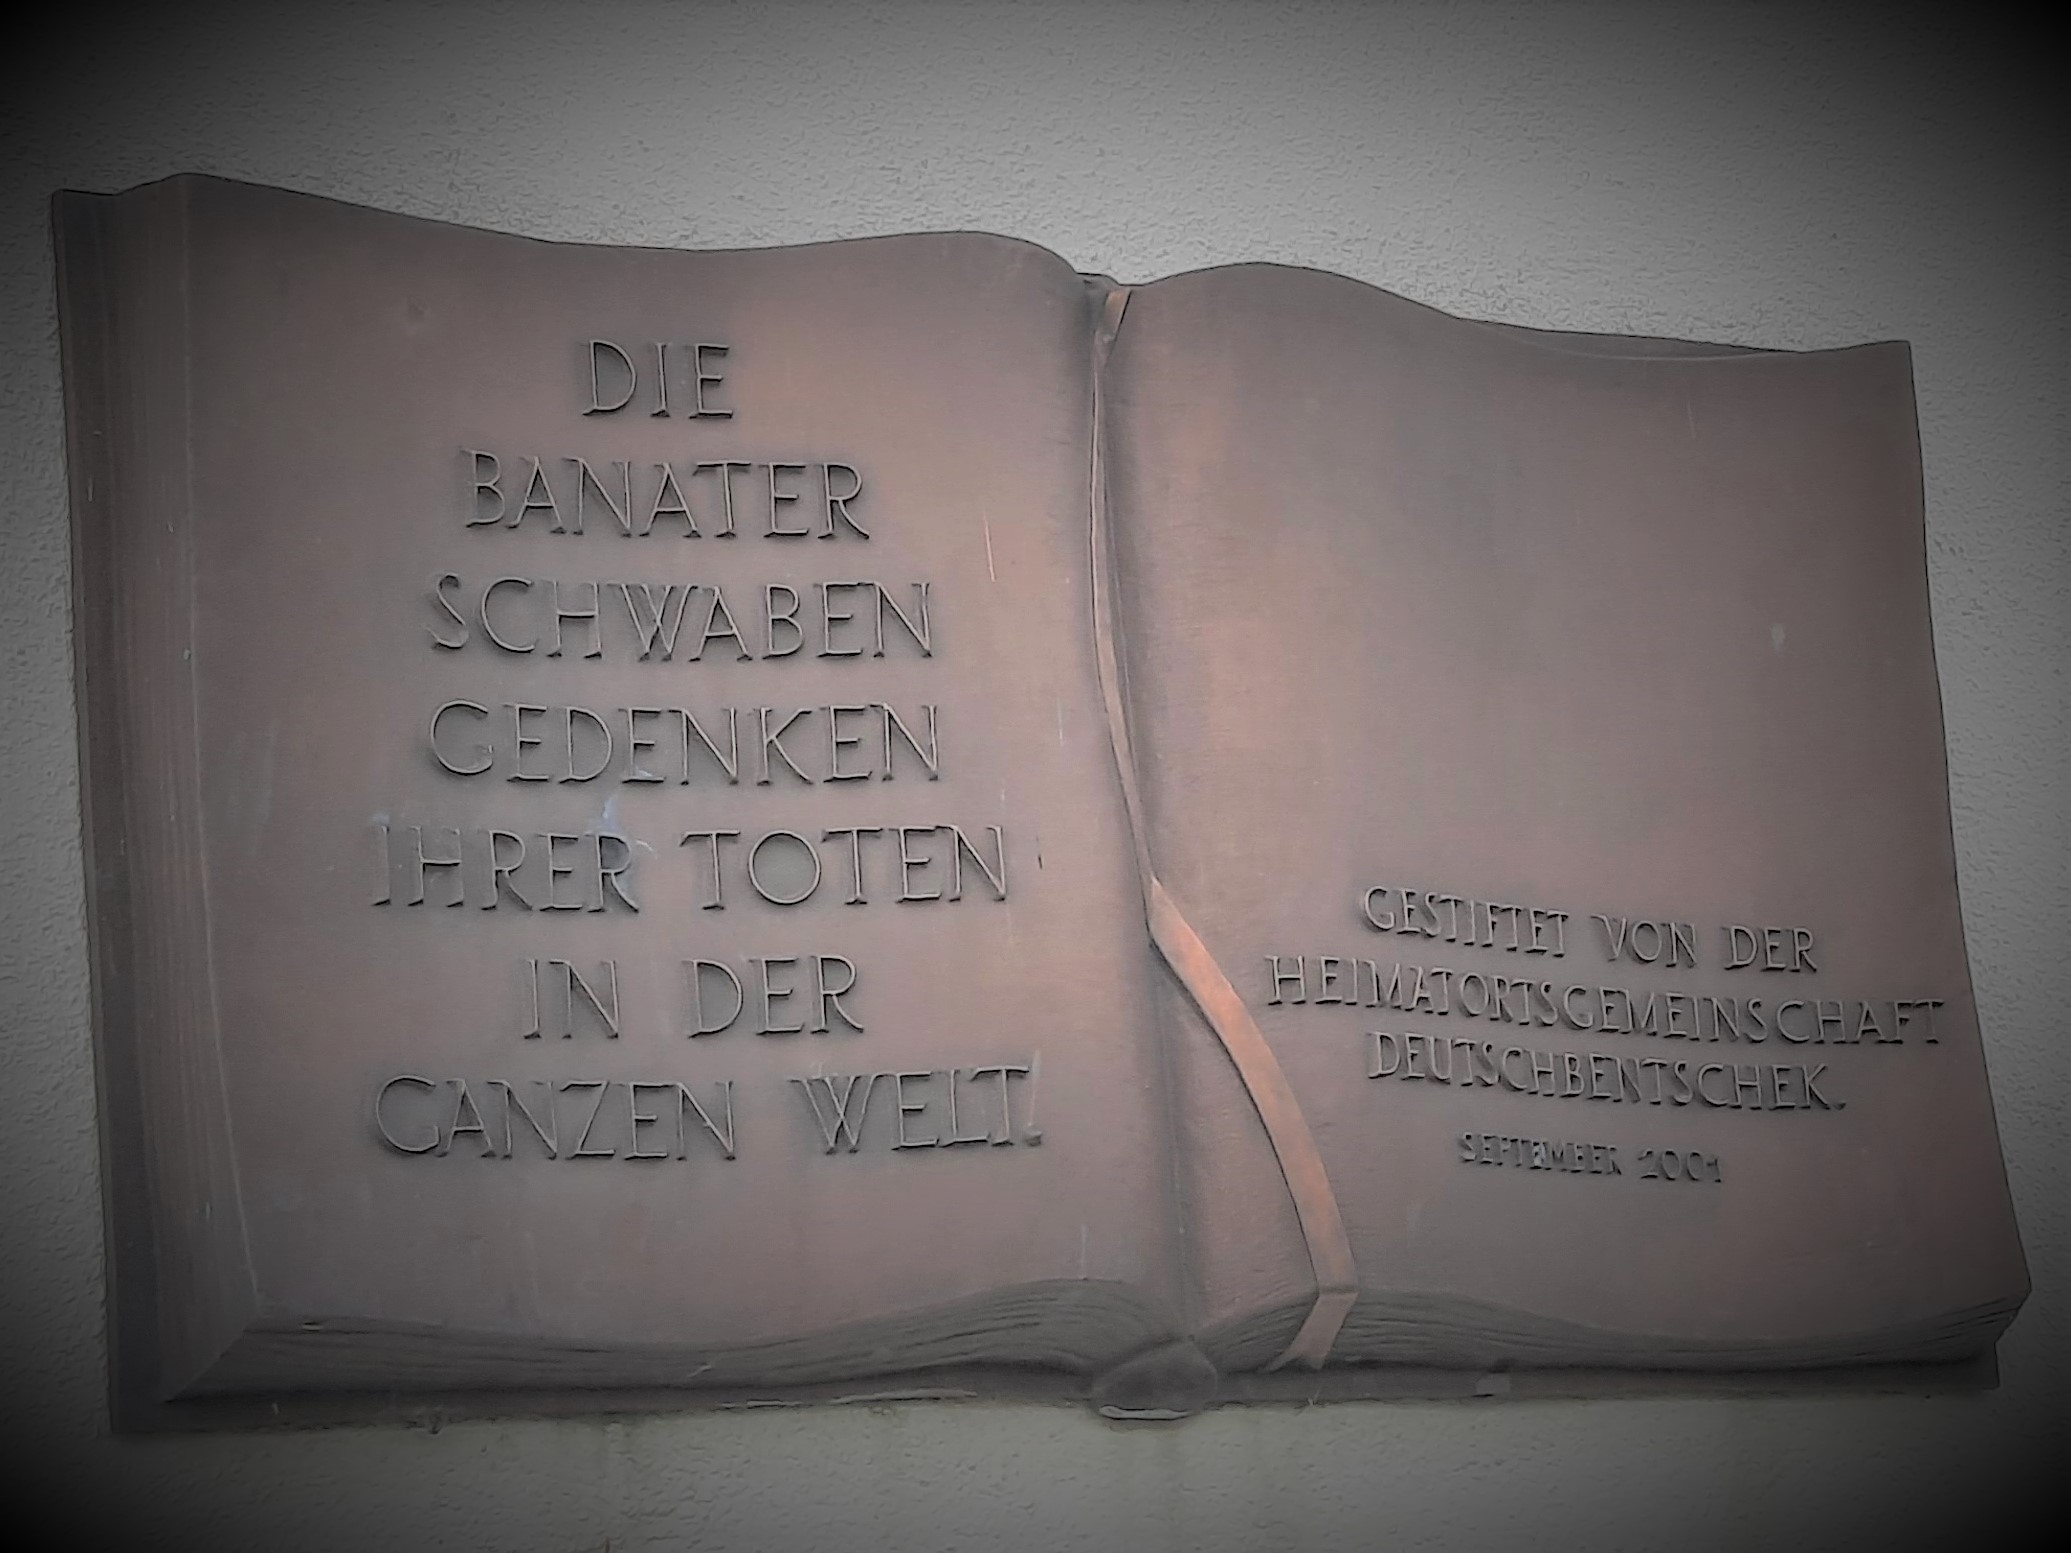 DIE
BANATER
SCHWABEN
GEDENKEN
IHRER TOTEN
IN DER
GANZEN WELT.
GESTIFTET VON DER
HEIMATORTSGEMEINSCHAFT
DEUTSCHBENTSCHEK.
SEPTEMBER 2001